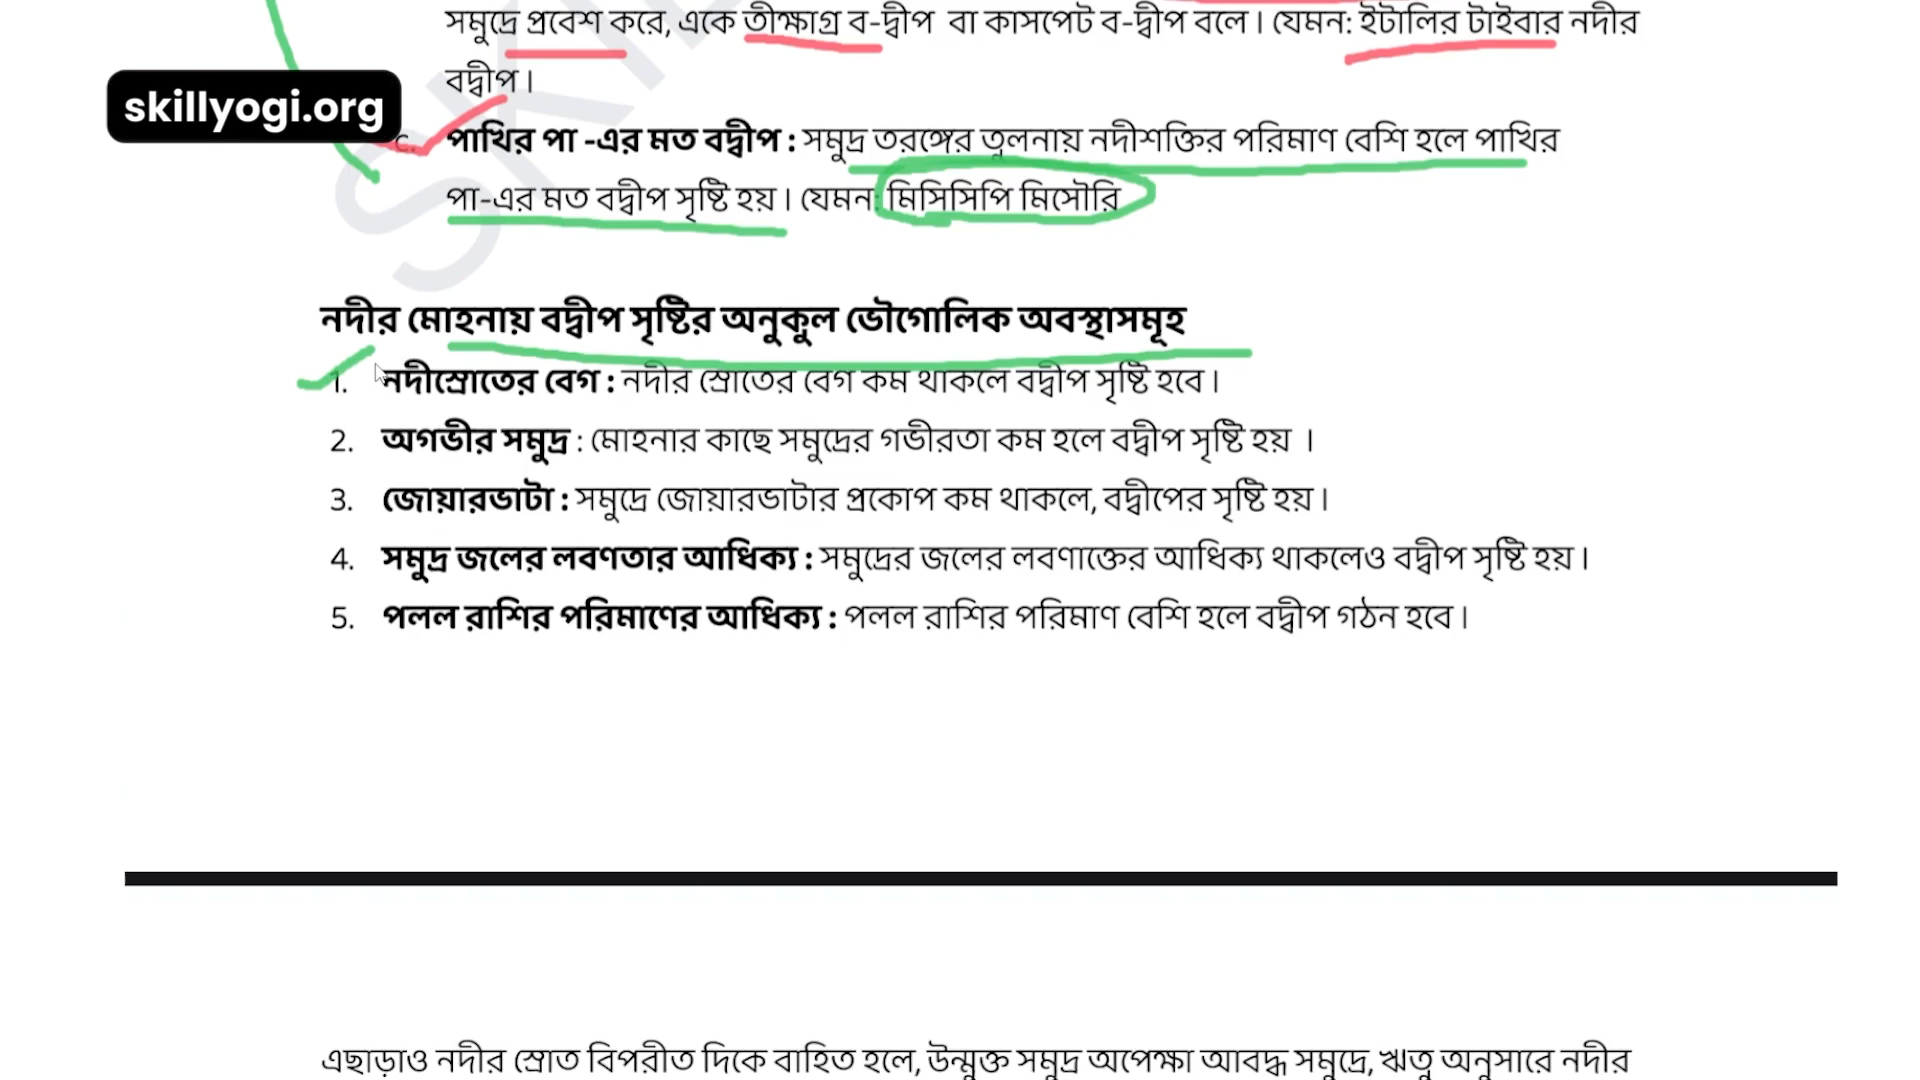 সমুদ্রে প্রবেশ করে, একে তীক্ষাগ্র ব-দ্বীপ বা কাসপেট ব-দ্বীপ বলে। যেমন: ইটালির টাইবার নদীর
বদ্বীপ।
skillyogi.org
c. পাখির পা -এর মত বদ্বীপ : সমুদ্র তরঙ্গের তুলনায় নদীশক্তির পরিমাণ বেশি হলে পাখির
পা-এর মত বদ্বীপ সৃষ্টি হয়। যেমন: মিসিসিপি মিসৌরি
নদীর মোহনায় বদ্বীপ সৃষ্টির অনুকুল ভৌগোলিক অবস্থাসমূহ
1. নদীস্রোতের বেগ : নদীর স্রোতের বেগ কম থাকলে বদ্বীপ সৃষ্টি হবে।
2. অগভীর সমুদ্র : মোহনার কাছে সমুদ্রের গভীরতা কম হলে বদ্বীপ সৃষ্টি হয় ।
3. জোয়ারভাটা : সমুদ্রে জোয়ারভাটার প্রকোপ কম থাকলে, বদ্বীপের সৃষ্টি হয়।
4. সমুদ্র জলের লবণতার আধিক্য : সমুদ্রের জলের লবণাক্তের আধিক্য থাকলেও বদ্বীপ সৃষ্টি হয়।
5. পলল রাশির পরিমাণের আধিক্য : পলল রাশির পরিমাণ বেশি হলে বদ্বীপ গঠন হবে।
এছাড়াও নদীর স্রোত বিপরীত দিকে বাহিত হলে, উন্মুক্ত সমুদ্র অপেক্ষা আবদ্ধ সমুদ্রে, ঋতু অনুসারে নদীর